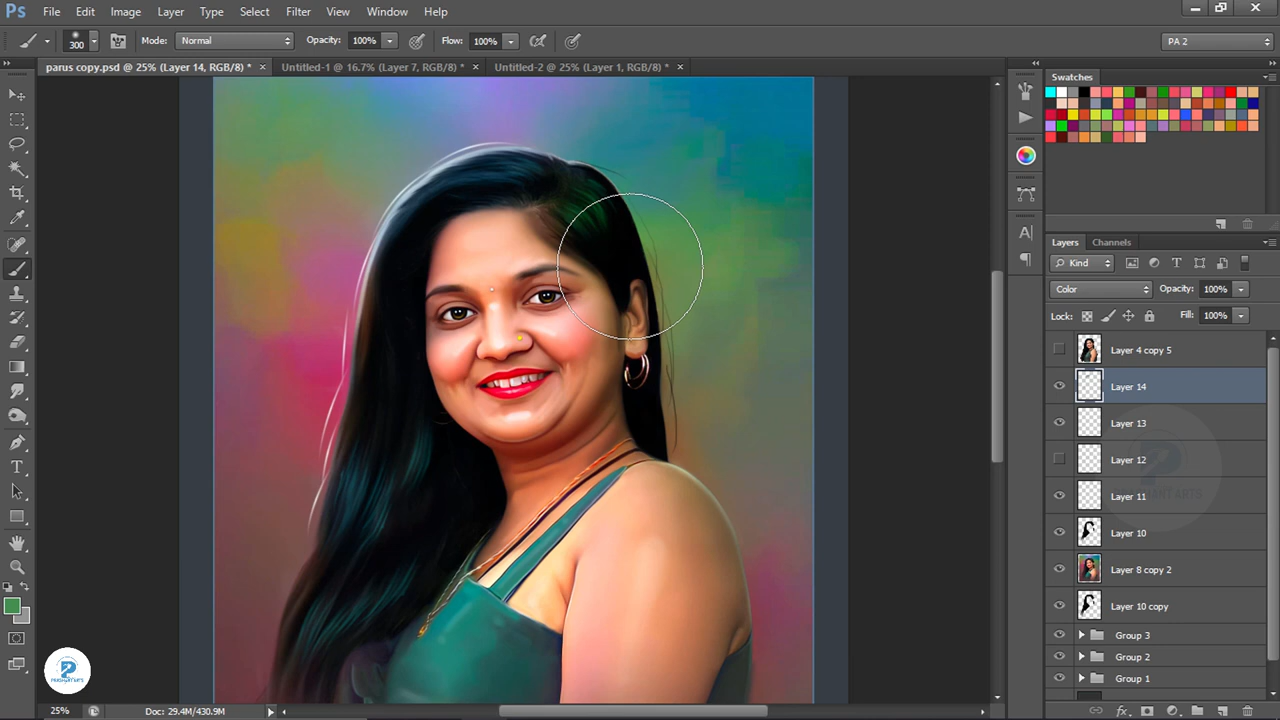 Ps File Edit Image Layer Type Select Filter View Window Help
300 Mode: Normal Opacity: 100% Flow: 100% PA 2
parus copy.psd @ 25% (Layer 14, RGB/8) * × Untitled-1 @ 16.7% (Layer 7, RGB/8) * × Untitled-2 @ 25% (Layer 1, RGB/8) * ×
Swatches
Layers Channels
Kind
Color Opacity: 100%
Lock: Fill: 100%
Layer 4 copy 5
Layer 14
Layer 13
Layer 12
Layer 11
Layer 10
Layer 8 copy 2
Layer 10 copy
Group 3
Group 2
Group 1
PRASHANT ARTS
PRASHANT ARTS
25% Doc: 29.4M/430.9M